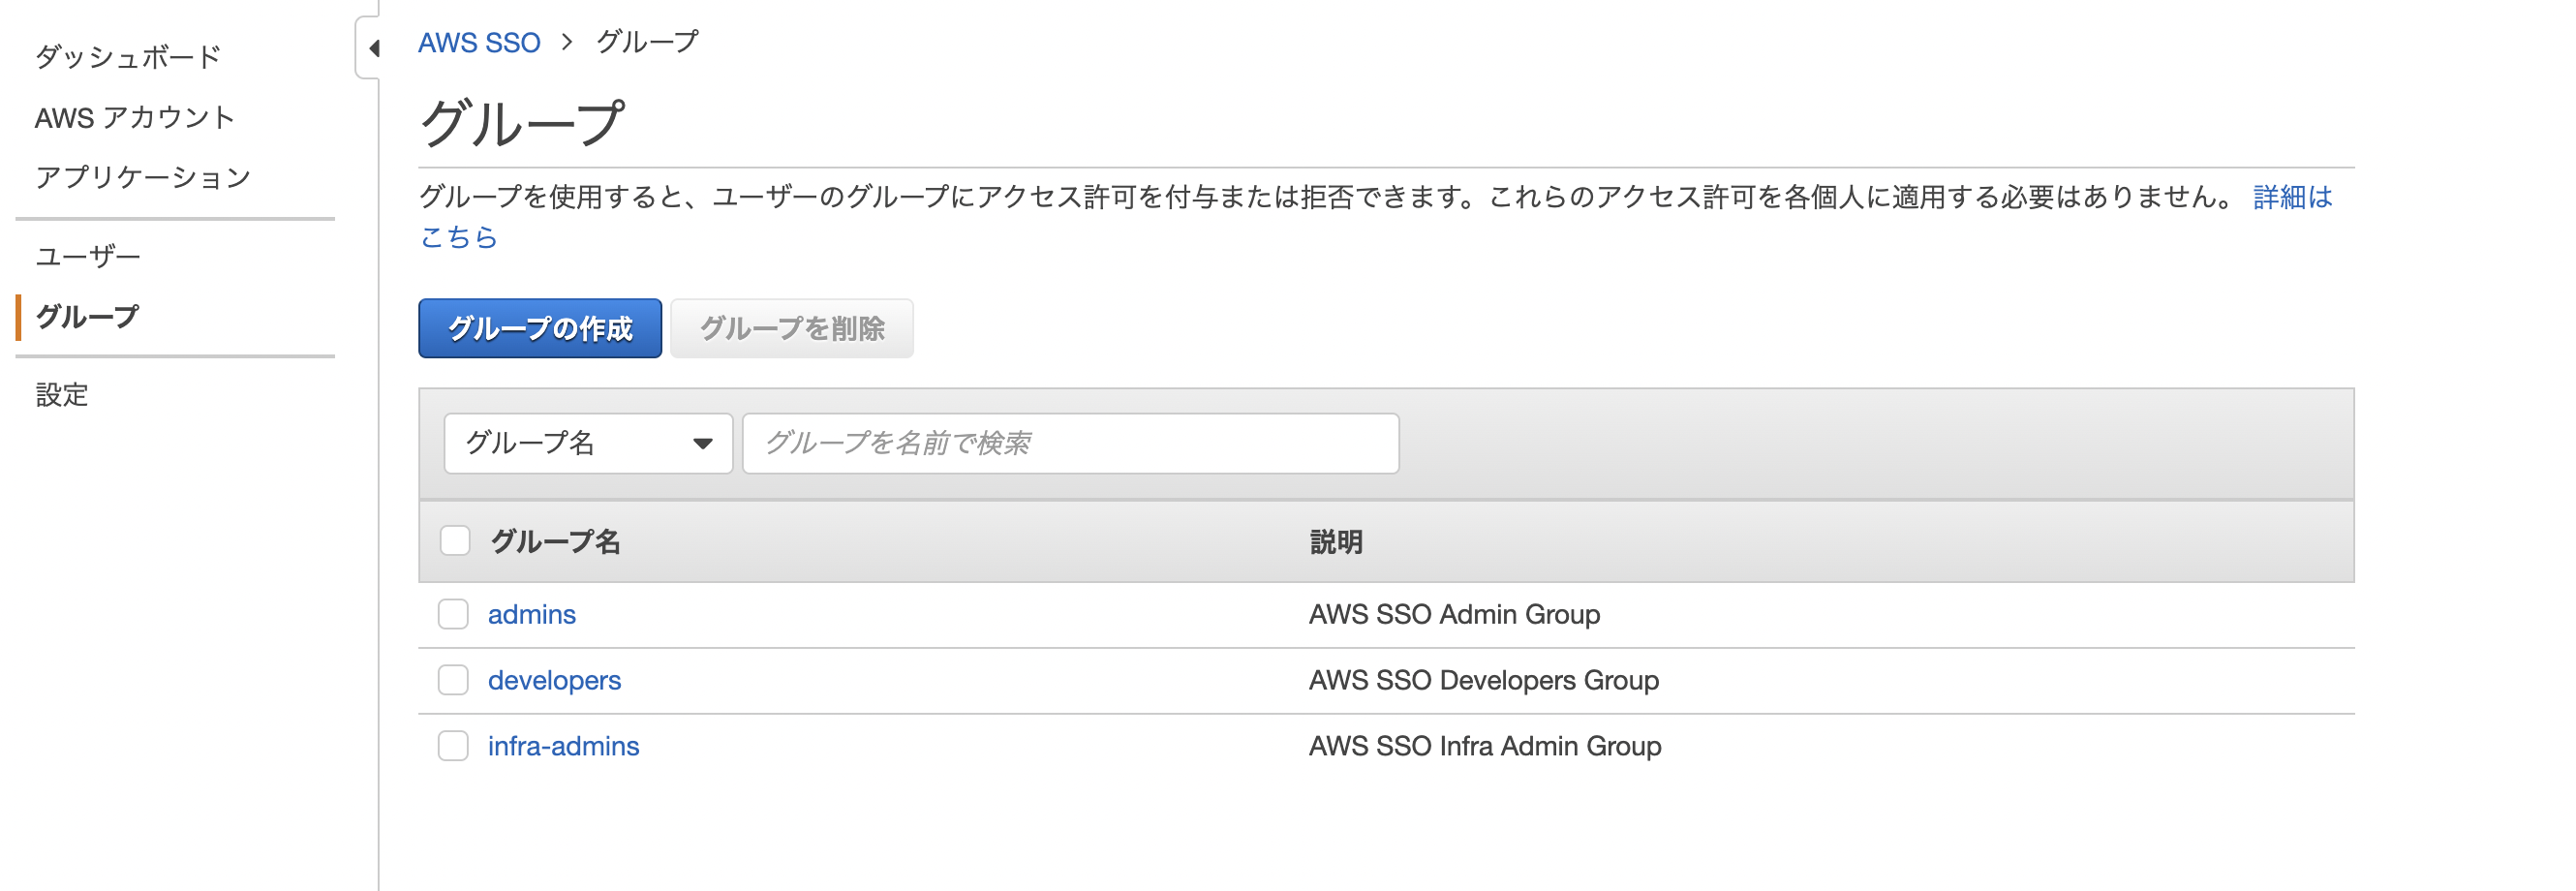 ダッシュボード
AWS アカウント
アプリケーション
ユーザー
グループ
設定
AWS SSO > グループ
グループ
グループを使用すると、ユーザーのグループにアクセス許可を付与または拒否できます。これらのアクセス許可を各個人に適用する必要はありません。 詳細は
こちら
グループの作成 グループを削除
グループ名 グループを名前で検索
グループ名 説明
admins AWS SSO Admin Group
developers AWS SSO Developers Group
infra-admins AWS SSO Infra Admin Group